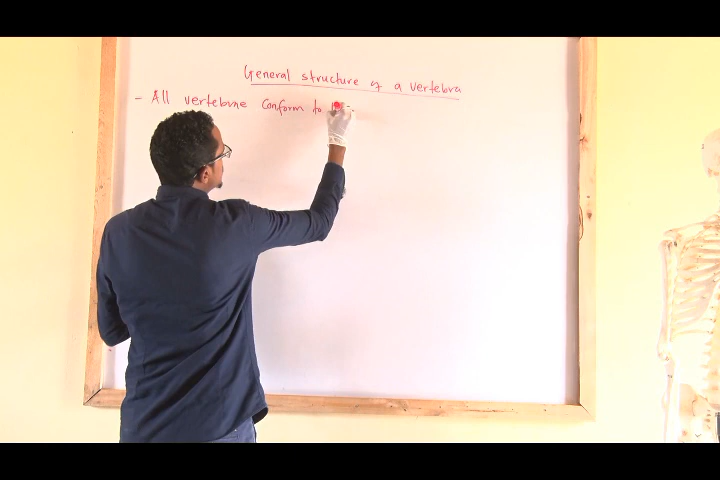 General structure of a vertebra
- All vertebrae conform to